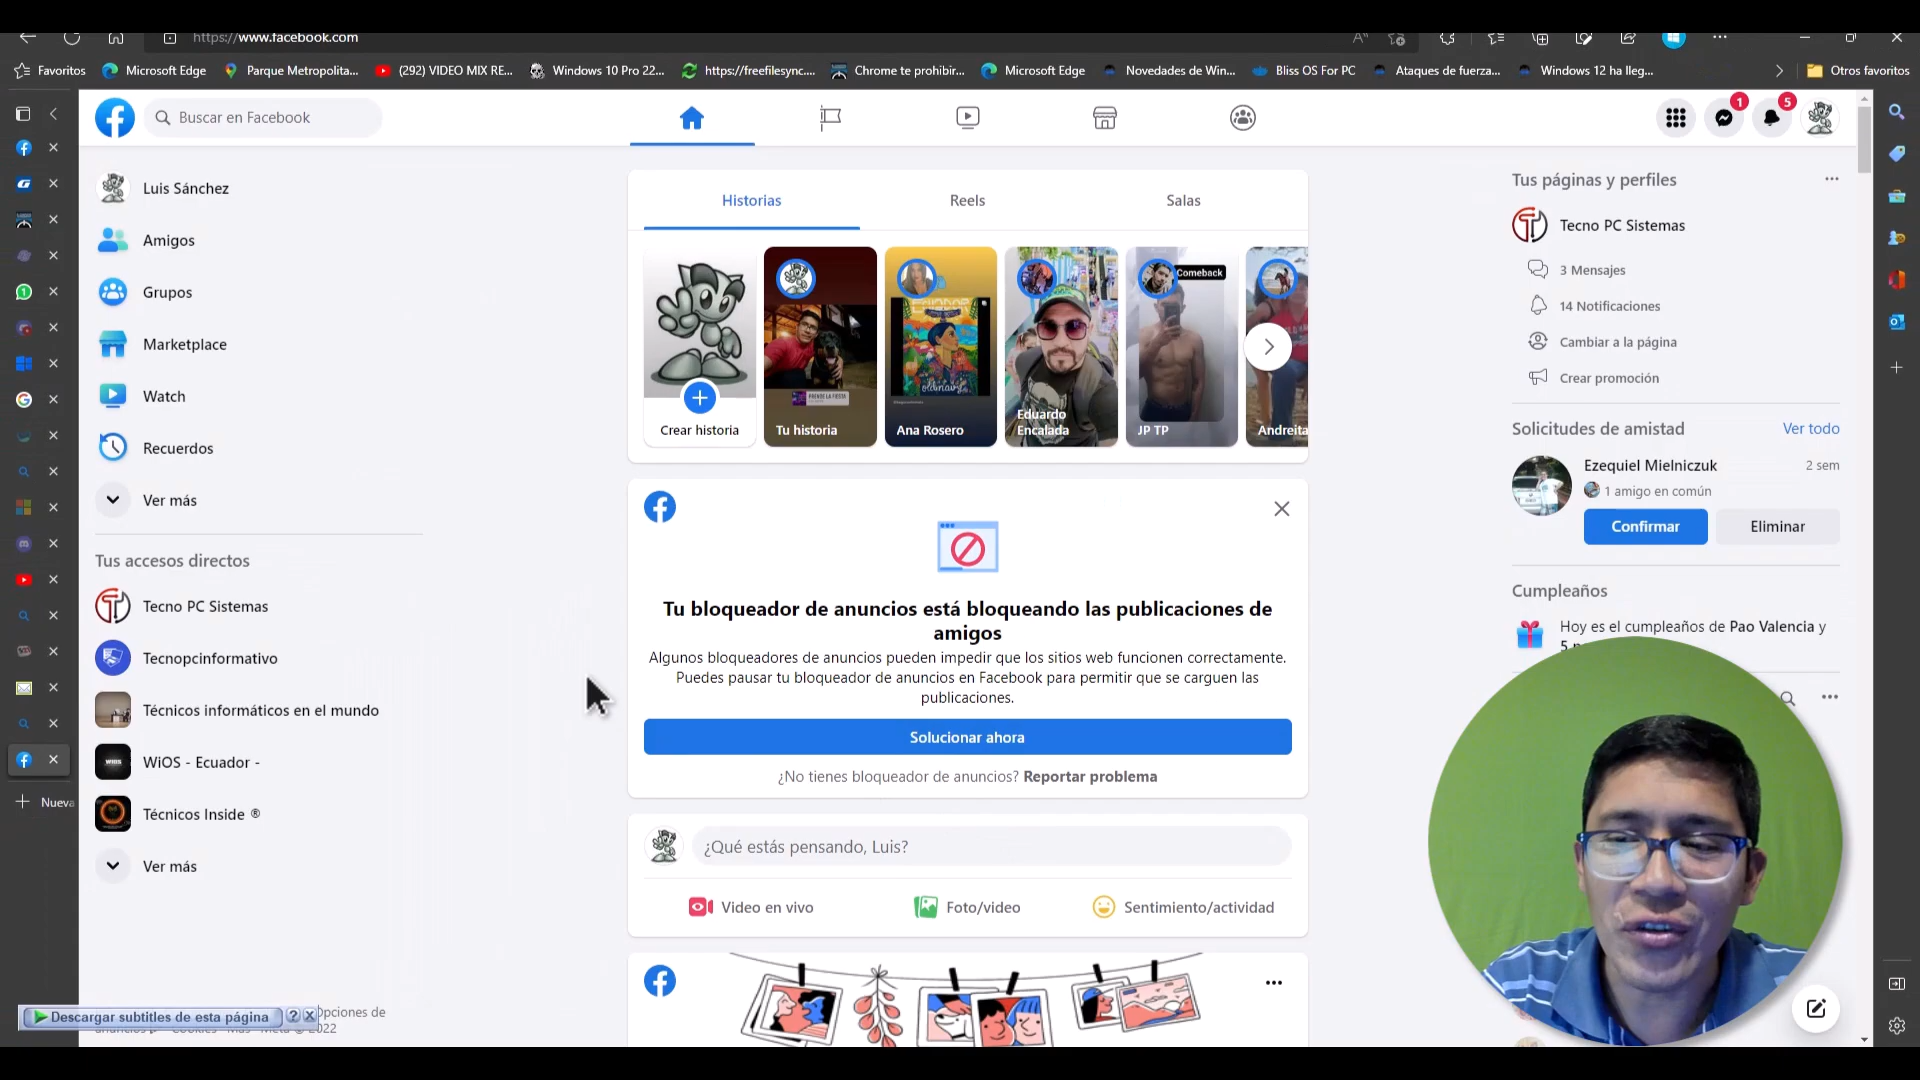 https://www.facebook.com
Favoritos
Microsoft Edge
Parque Metropolita...
(292) VIDEO MIX RE...
Windows 10 Pro 22...
https://freefilesync....
Chrome te prohibir...
Microsoft Edge
Novedades de Win...
Bliss OS For PC
Ataques de fuerza...
Windows 12 ha lleg...
Otros favoritos
Buscar en Facebook
1
5
Luis Sánchez
Amigos
Grupos
Marketplace
Watch
Recuerdos
Ver más
Tus accesos directos
Tecno PC Sistemas
Tecnopcinformativo
Técnicos informáticos en el mundo
WiOS - Ecuador -
Técnicos Inside ®
Ver más
Nueva
Descargar subtitles de esta página
Opciones de
2022
Historias
Reels
Salas
Crear historia
Tu historia
Ana Rosero
Eduardo
Encalada
Comeback
JP TP
Andreita
Tu bloqueador de anuncios está bloqueando las publicaciones de
amigos
Algunos bloqueadores de anuncios pueden impedir que los sitios web funcionen correctamente.
Puedes pausar tu bloqueador de anuncios en Facebook para permitir que se carguen las
publicaciones.
Solucionar ahora
¿No tienes bloqueador de anuncios? Reportar problema
¿Qué estás pensando, Luis?
Video en vivo
Foto/video
Sentimiento/actividad
Tus páginas y perfiles
Tecno PC Sistemas
3 Mensajes
14 Notificaciones
Cambiar a la página
Crear promoción
Solicitudes de amistad
Ver todo
Ezequiel Mielniczuk
2 sem
1 amigo en común
Confirmar
Eliminar
Cumpleaños
Hoy es el cumpleaños de Pao Valencia y